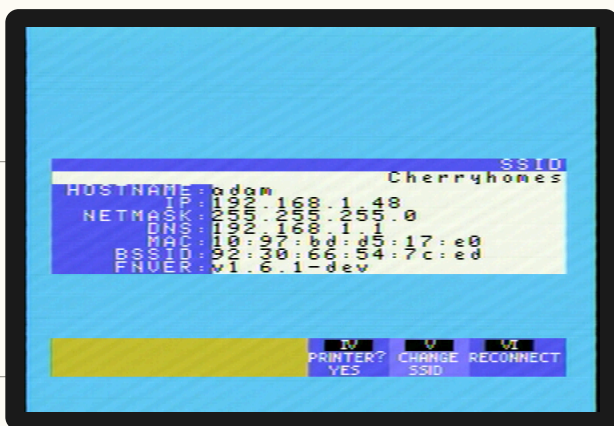 SSID
Cherryhomes
HOSTNAME:adam
IP:192.168.1.48
NETMASK:255.255.255.0
DNS:192.168.1.1
MAC:10:97:bd:d5:17:e0
BSSID:92:30:66:54:7c:ed
FNVER:v1.6.1-dev
IV V VI
PRINTER? CHANGE RECONNECT
YES SSID